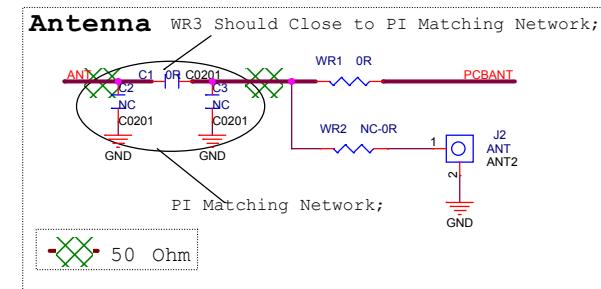 Antenna WR3 Should Close to PI Matching Network;
WR1 0R
ANT C1 0R C0201 PCBANT
C2 C3
NC NC
C0201 C0201
WR2 NC-0R
1 J2
ANT
ANT2
GND GND
2
PI Matching Network;
GND
50 Ohm